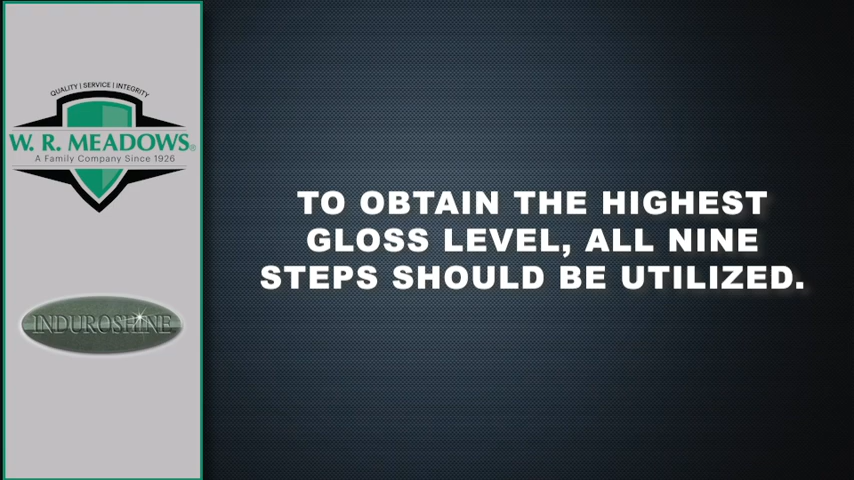 QUALITY | SERVICE | INTEGRITY
W. R. MEADOWS®
A Family Company Since 1926
INDUROSHINE
TO OBTAIN THE HIGHEST
GLOSS LEVEL, ALL NINE
STEPS SHOULD BE UTILIZED.